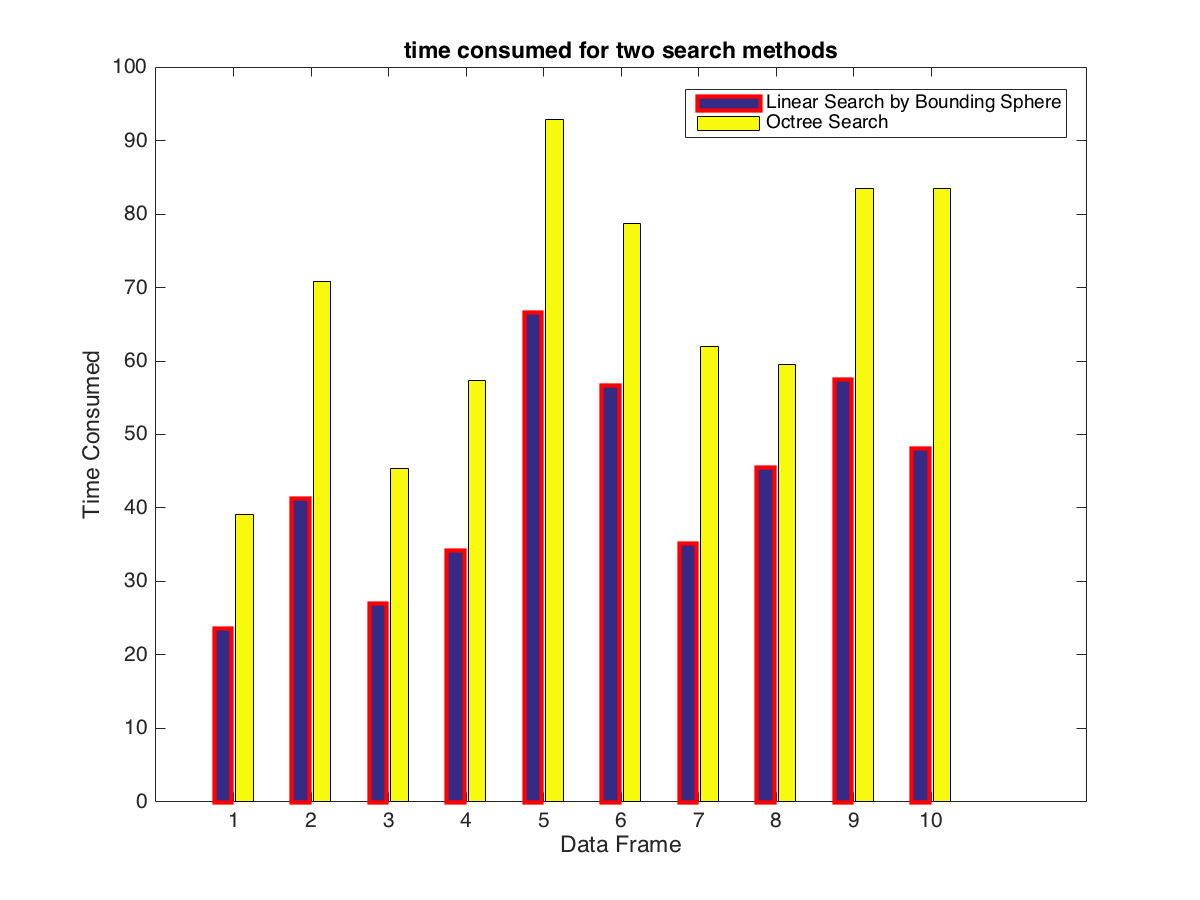 time consumed for two search methods
100
90
80
70
60
50
40
30
20
10
0
Time Consumed
Linear Search by Bounding Sphere
Octree Search
1 2 3 4 5 6 7 8 9 10
Data Frame